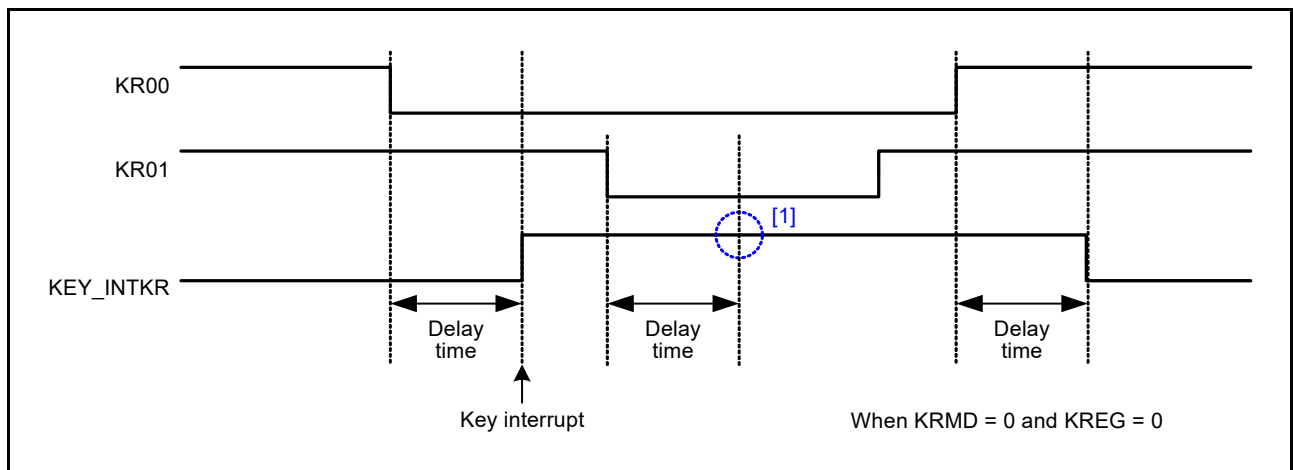 KR00
KR01
[1]
KEY_INTKR
Delay time
Delay time
Delay time
Key interrupt
When KRMD = 0 and KREG = 0